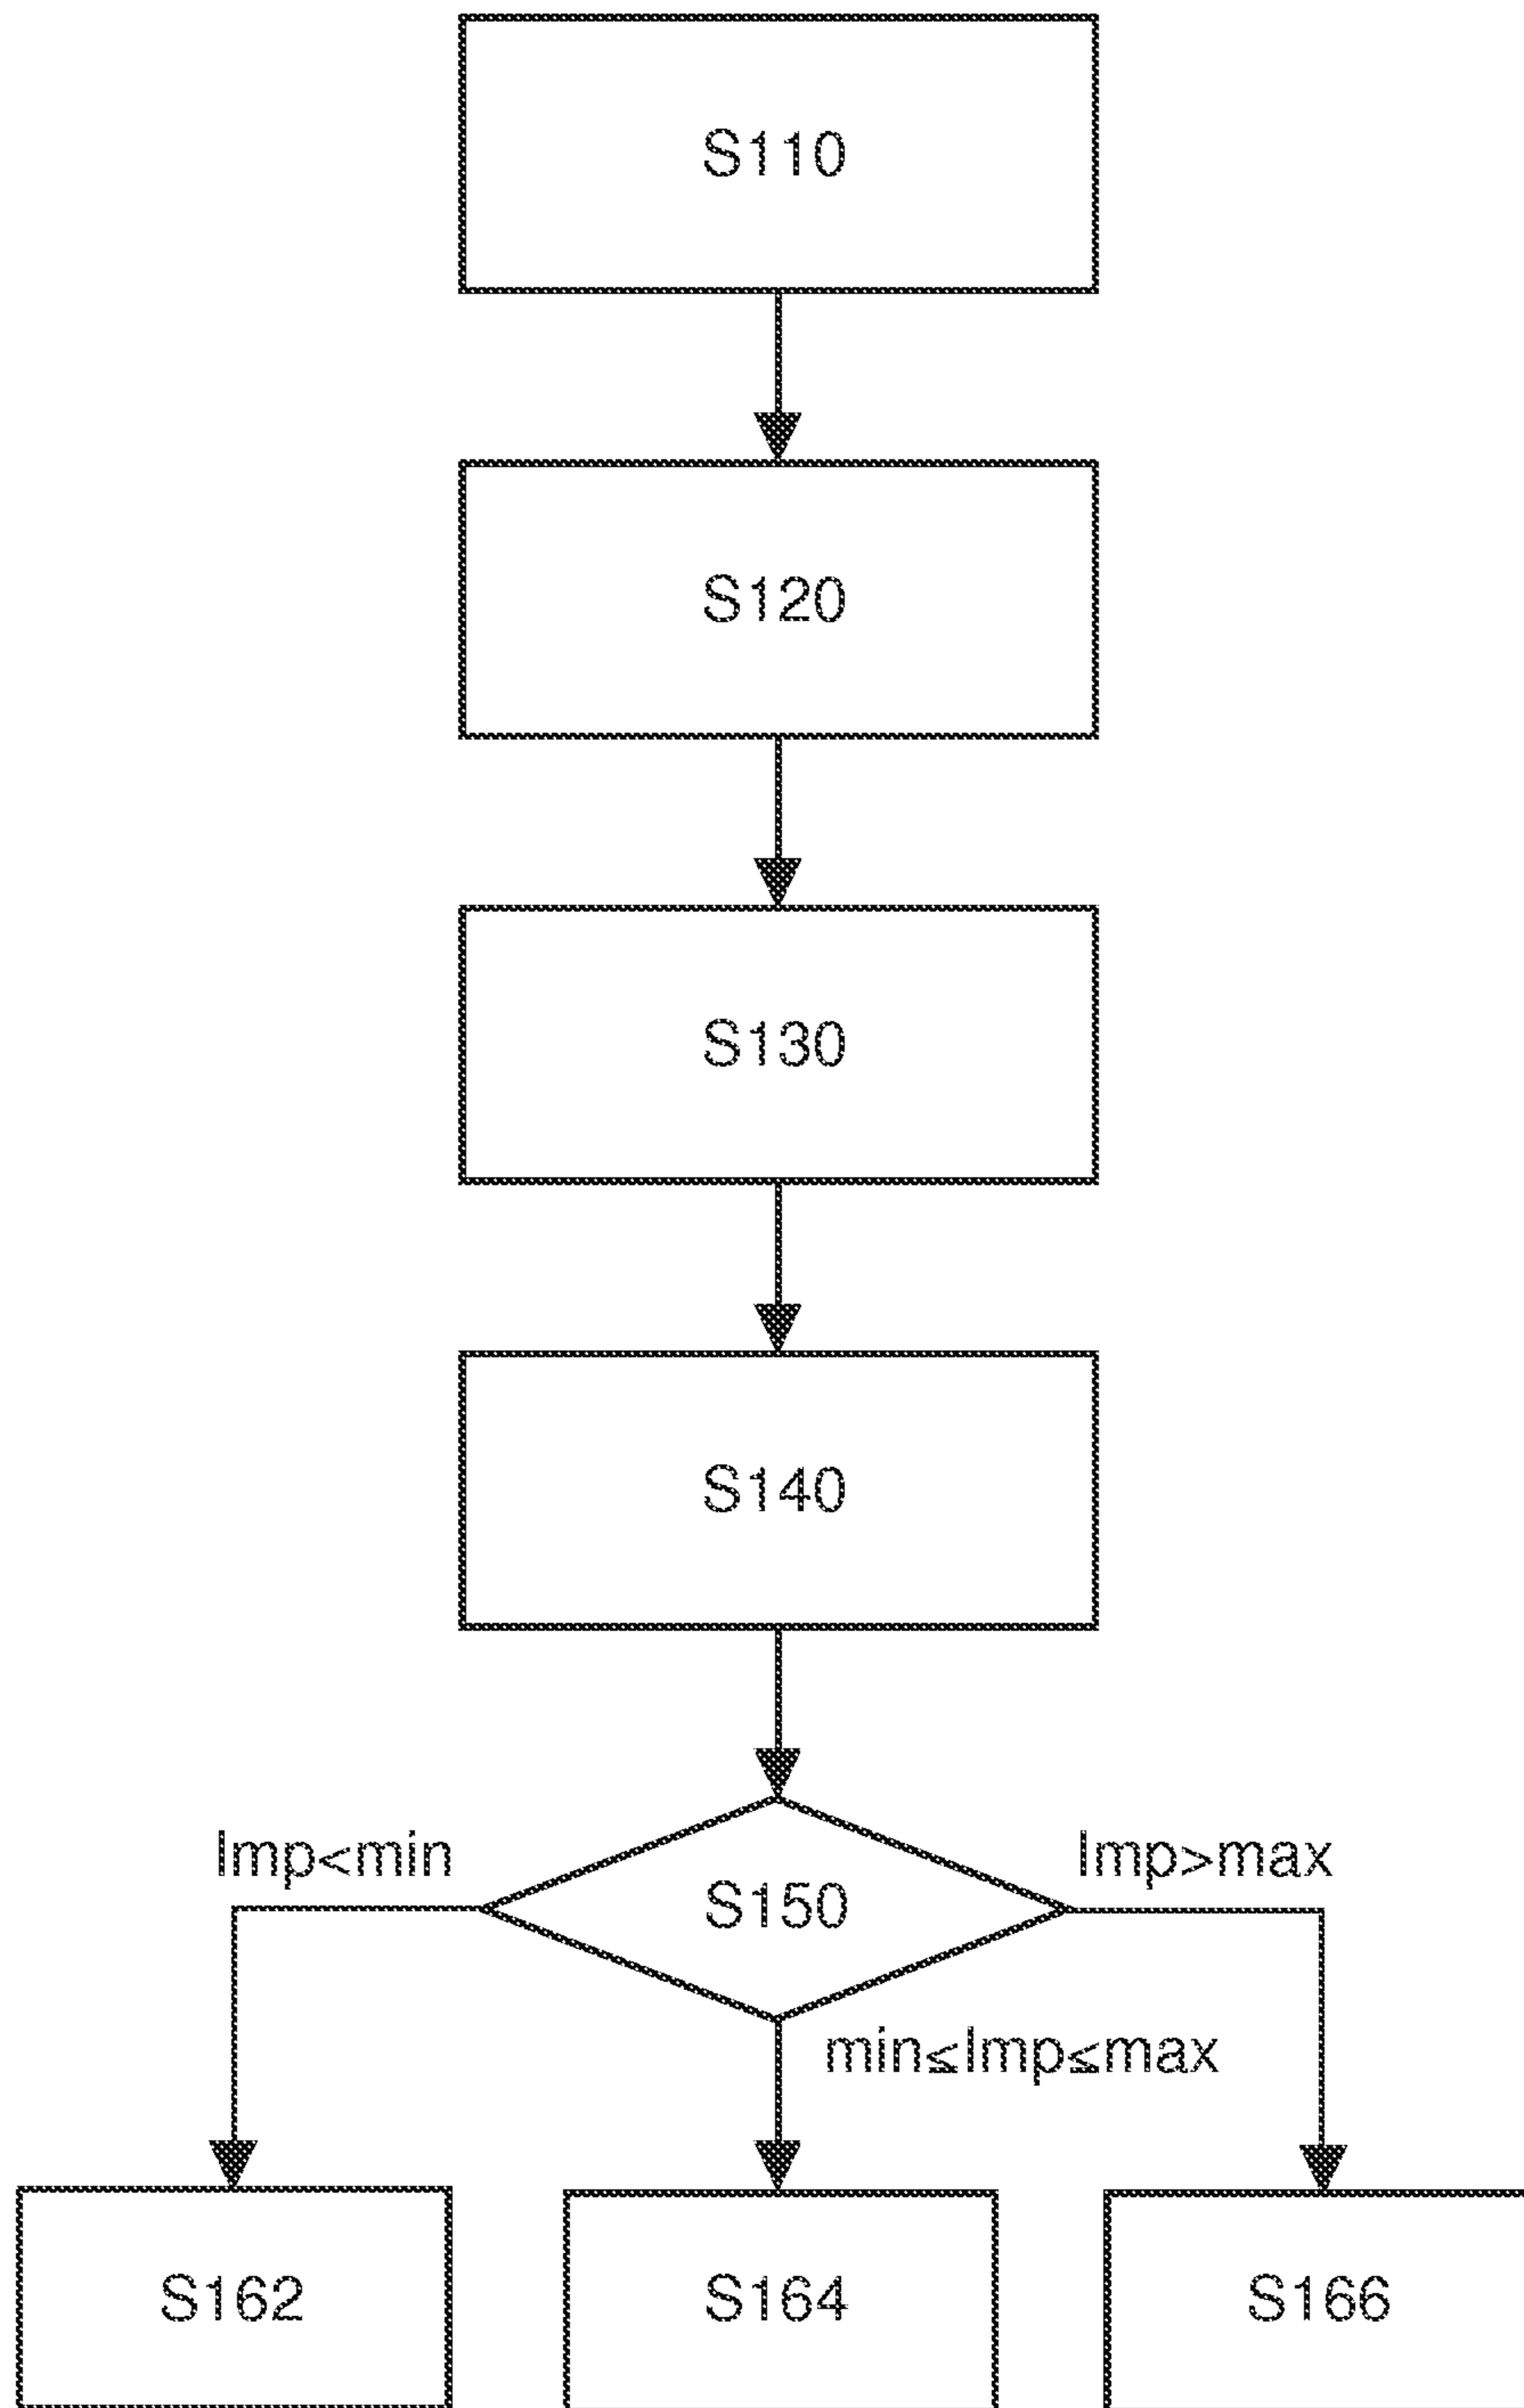 S110
S120
S130
S140
Imp<min
Imp>max
S150
min≤Imp≤max
S162
S164
S166